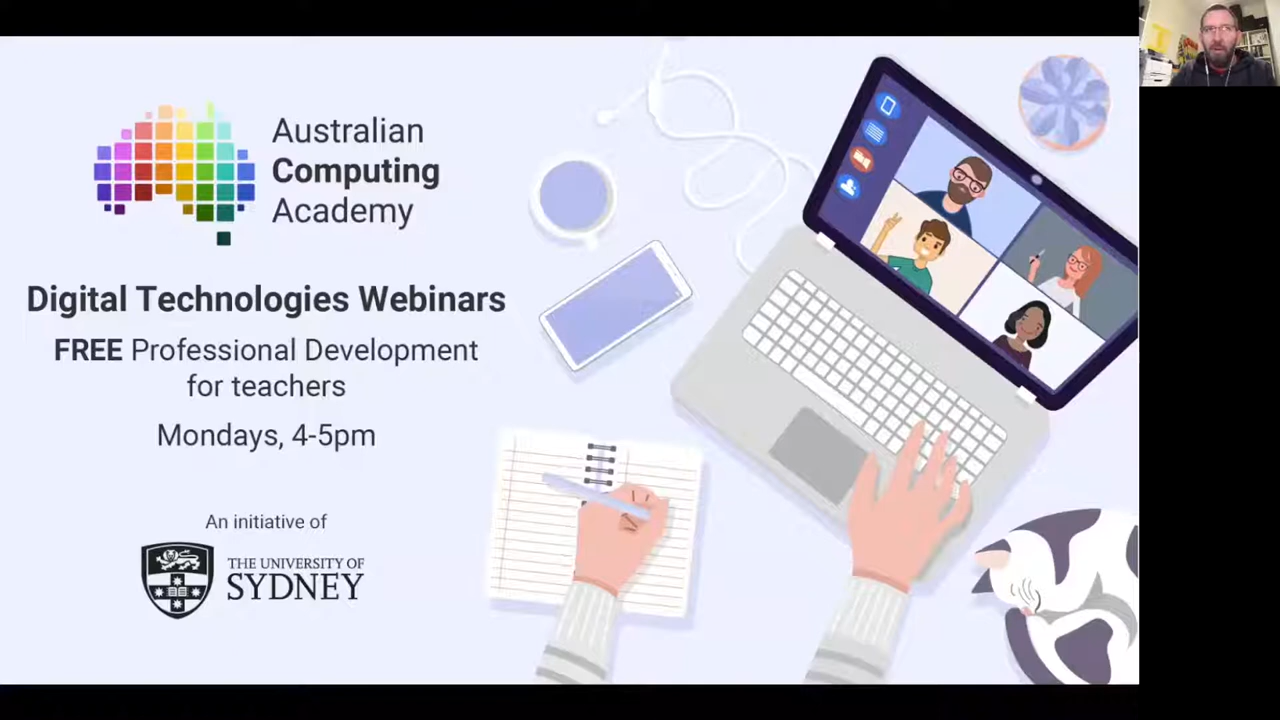 Australian
Computing
Academy
Digital Technologies Webinars
FREE Professional Development
for teachers
Mondays, 4-5pm
An initiative of
THE UNIVERSITY OF
SYDNEY